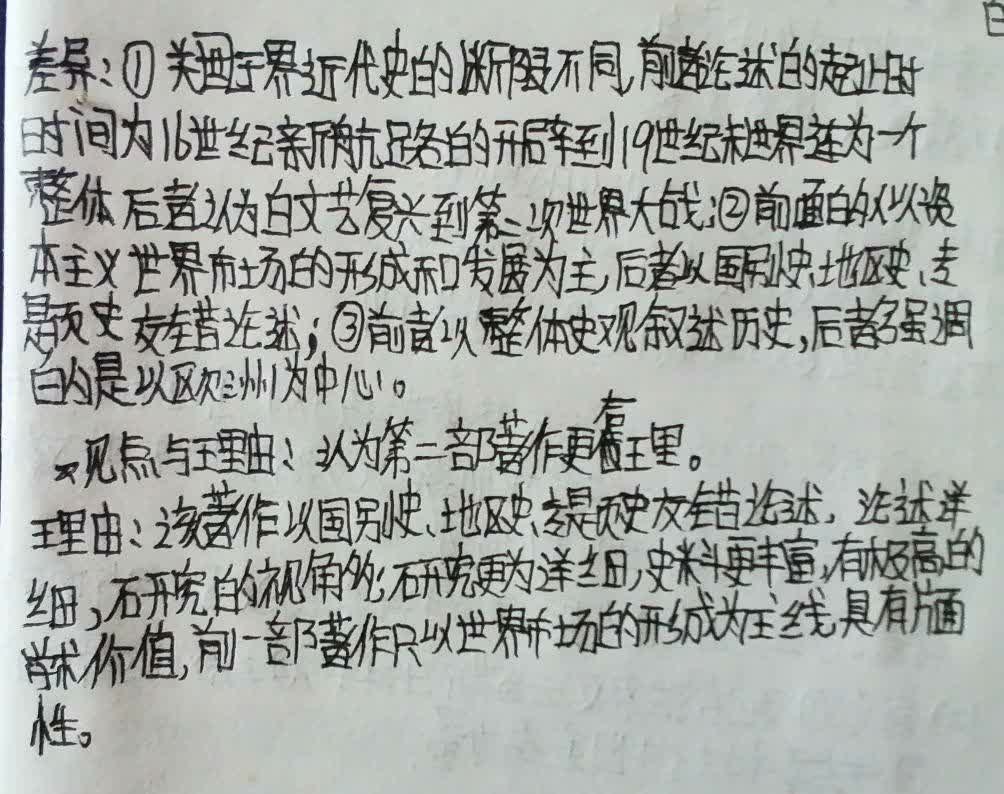 差异:①关于世界近代史的断限不同,前者论述的起止时
时间为16世纪新航路的开辟到19世纪末世界连为一个
整体,后者认为自文艺复兴到第一次世界大战;②前面的以资
本主义世界市场的形成和发展为主,后者以国别史、地区史、专
题史交错论述;③前者以整体史观叙述历史,后者强调
的是以欧洲为中心。
观点与理由:认为第二部著作更有合理。
理由:该著作以国别史、地区史、专题史交错论述,论述详
细,研究的视角多;研究更为详细,史料更丰富,有极高的
学术价值,前一部著作只以世界市场的形成为主线,具有片面
性。